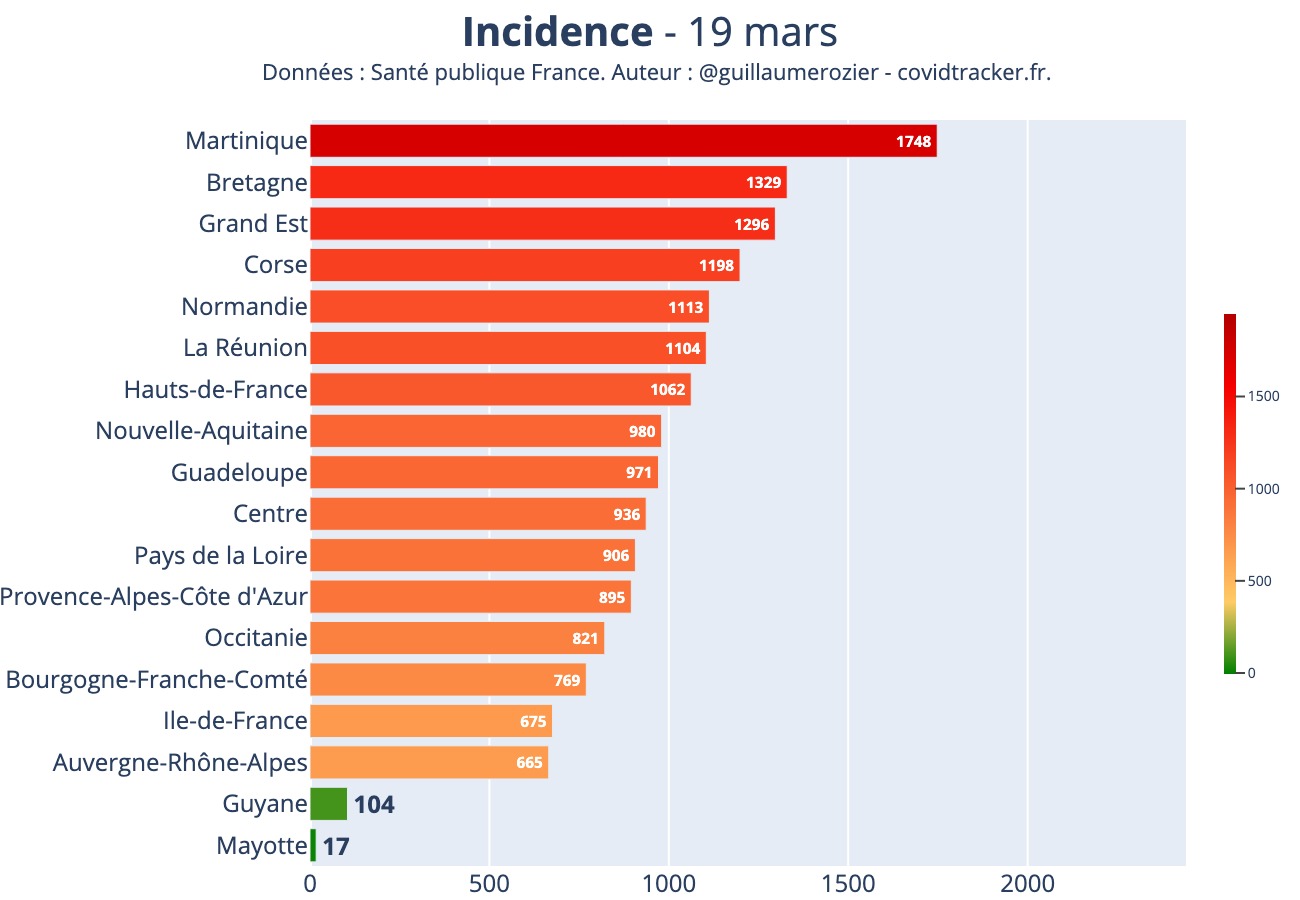 Incidence - 19 mars
Données : Santé publique France. Auteur : @guillaumerozier - covidtracker.fr.
Martinique 1748
Bretagne 1329
Grand Est 1296
Corse 1198
Normandie 1113
La Réunion 1104
Hauts-de-France 1062
Nouvelle-Aquitaine 980
Guadeloupe 971
Centre 936
Pays de la Loire 906
Provence-Alpes-Côte d'Azur 895
Occitanie 821
Bourgogne-Franche-Comté 769
Ile-de-France 675
Auvergne-Rhône-Alpes 665
Guyane 104
Mayotte 17
0 500 1000 1500 2000
1500
1000
500
0